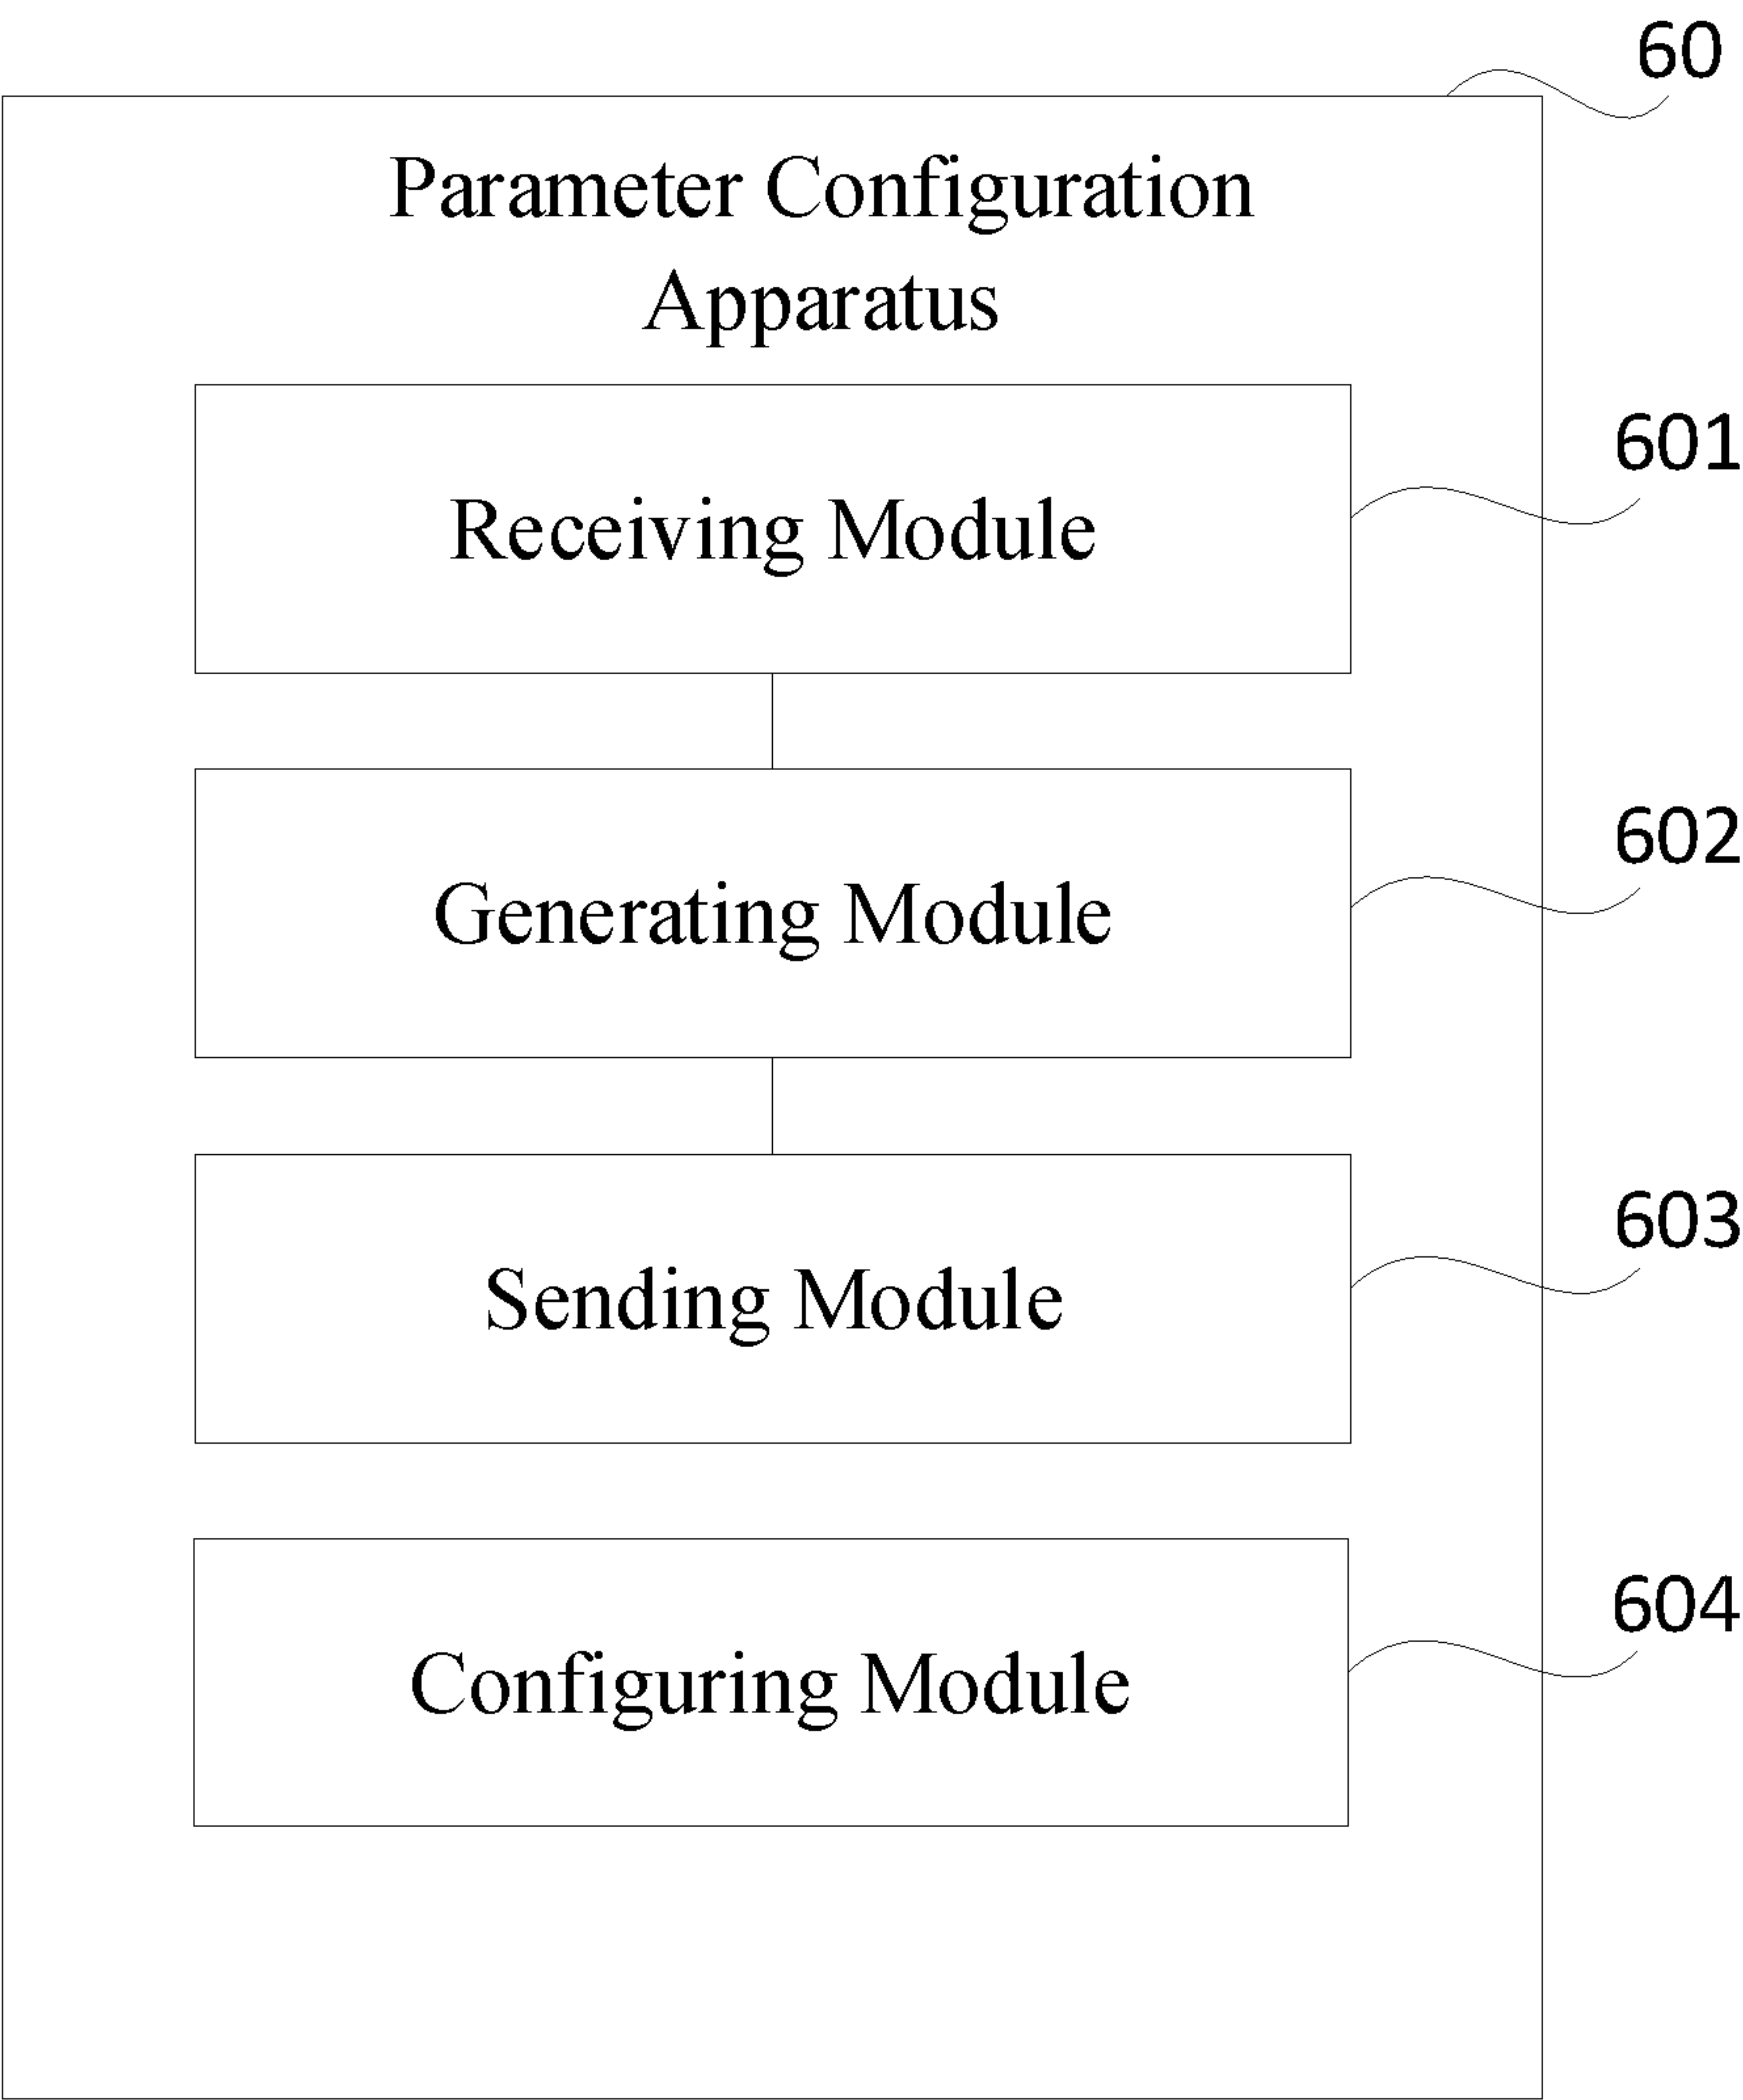 60
Parameter Configuration
Apparatus
601
Receiving Module
602
Generating Module
603
Sending Module
604
Configuring Module